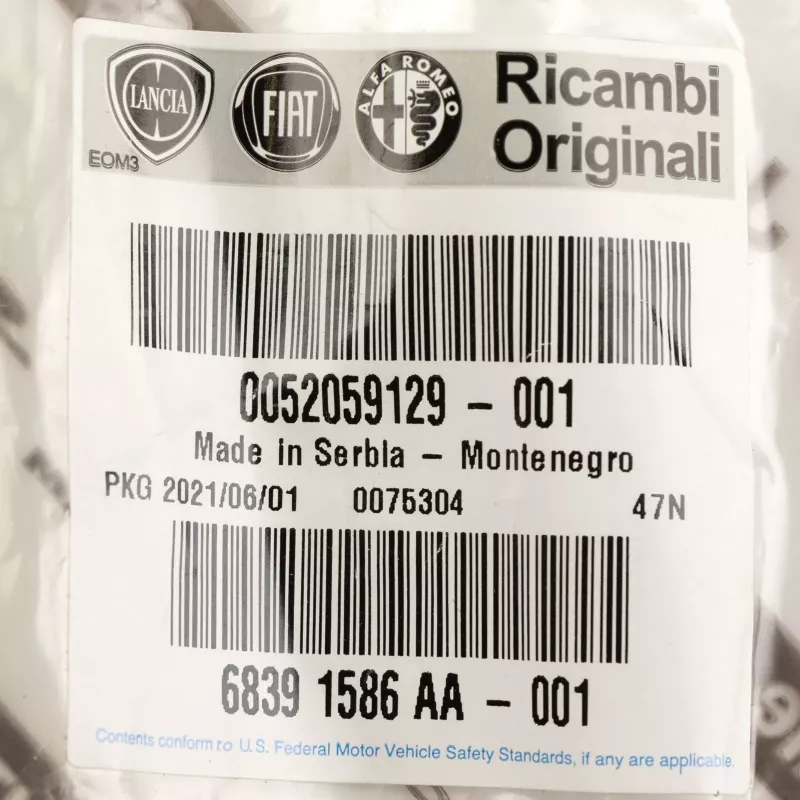 LANCIA
FIAT
ALFA ROMEO
Ricambi
Originali
EOM3
0052059129 - 001
Made in Serbla - Montenegro
PKG 2021/06/01 0075304 47N
6839 1586 AA - 001
Contents conform to U.S. Federal Motor Vehicle Safety Standards, if any are applicable.